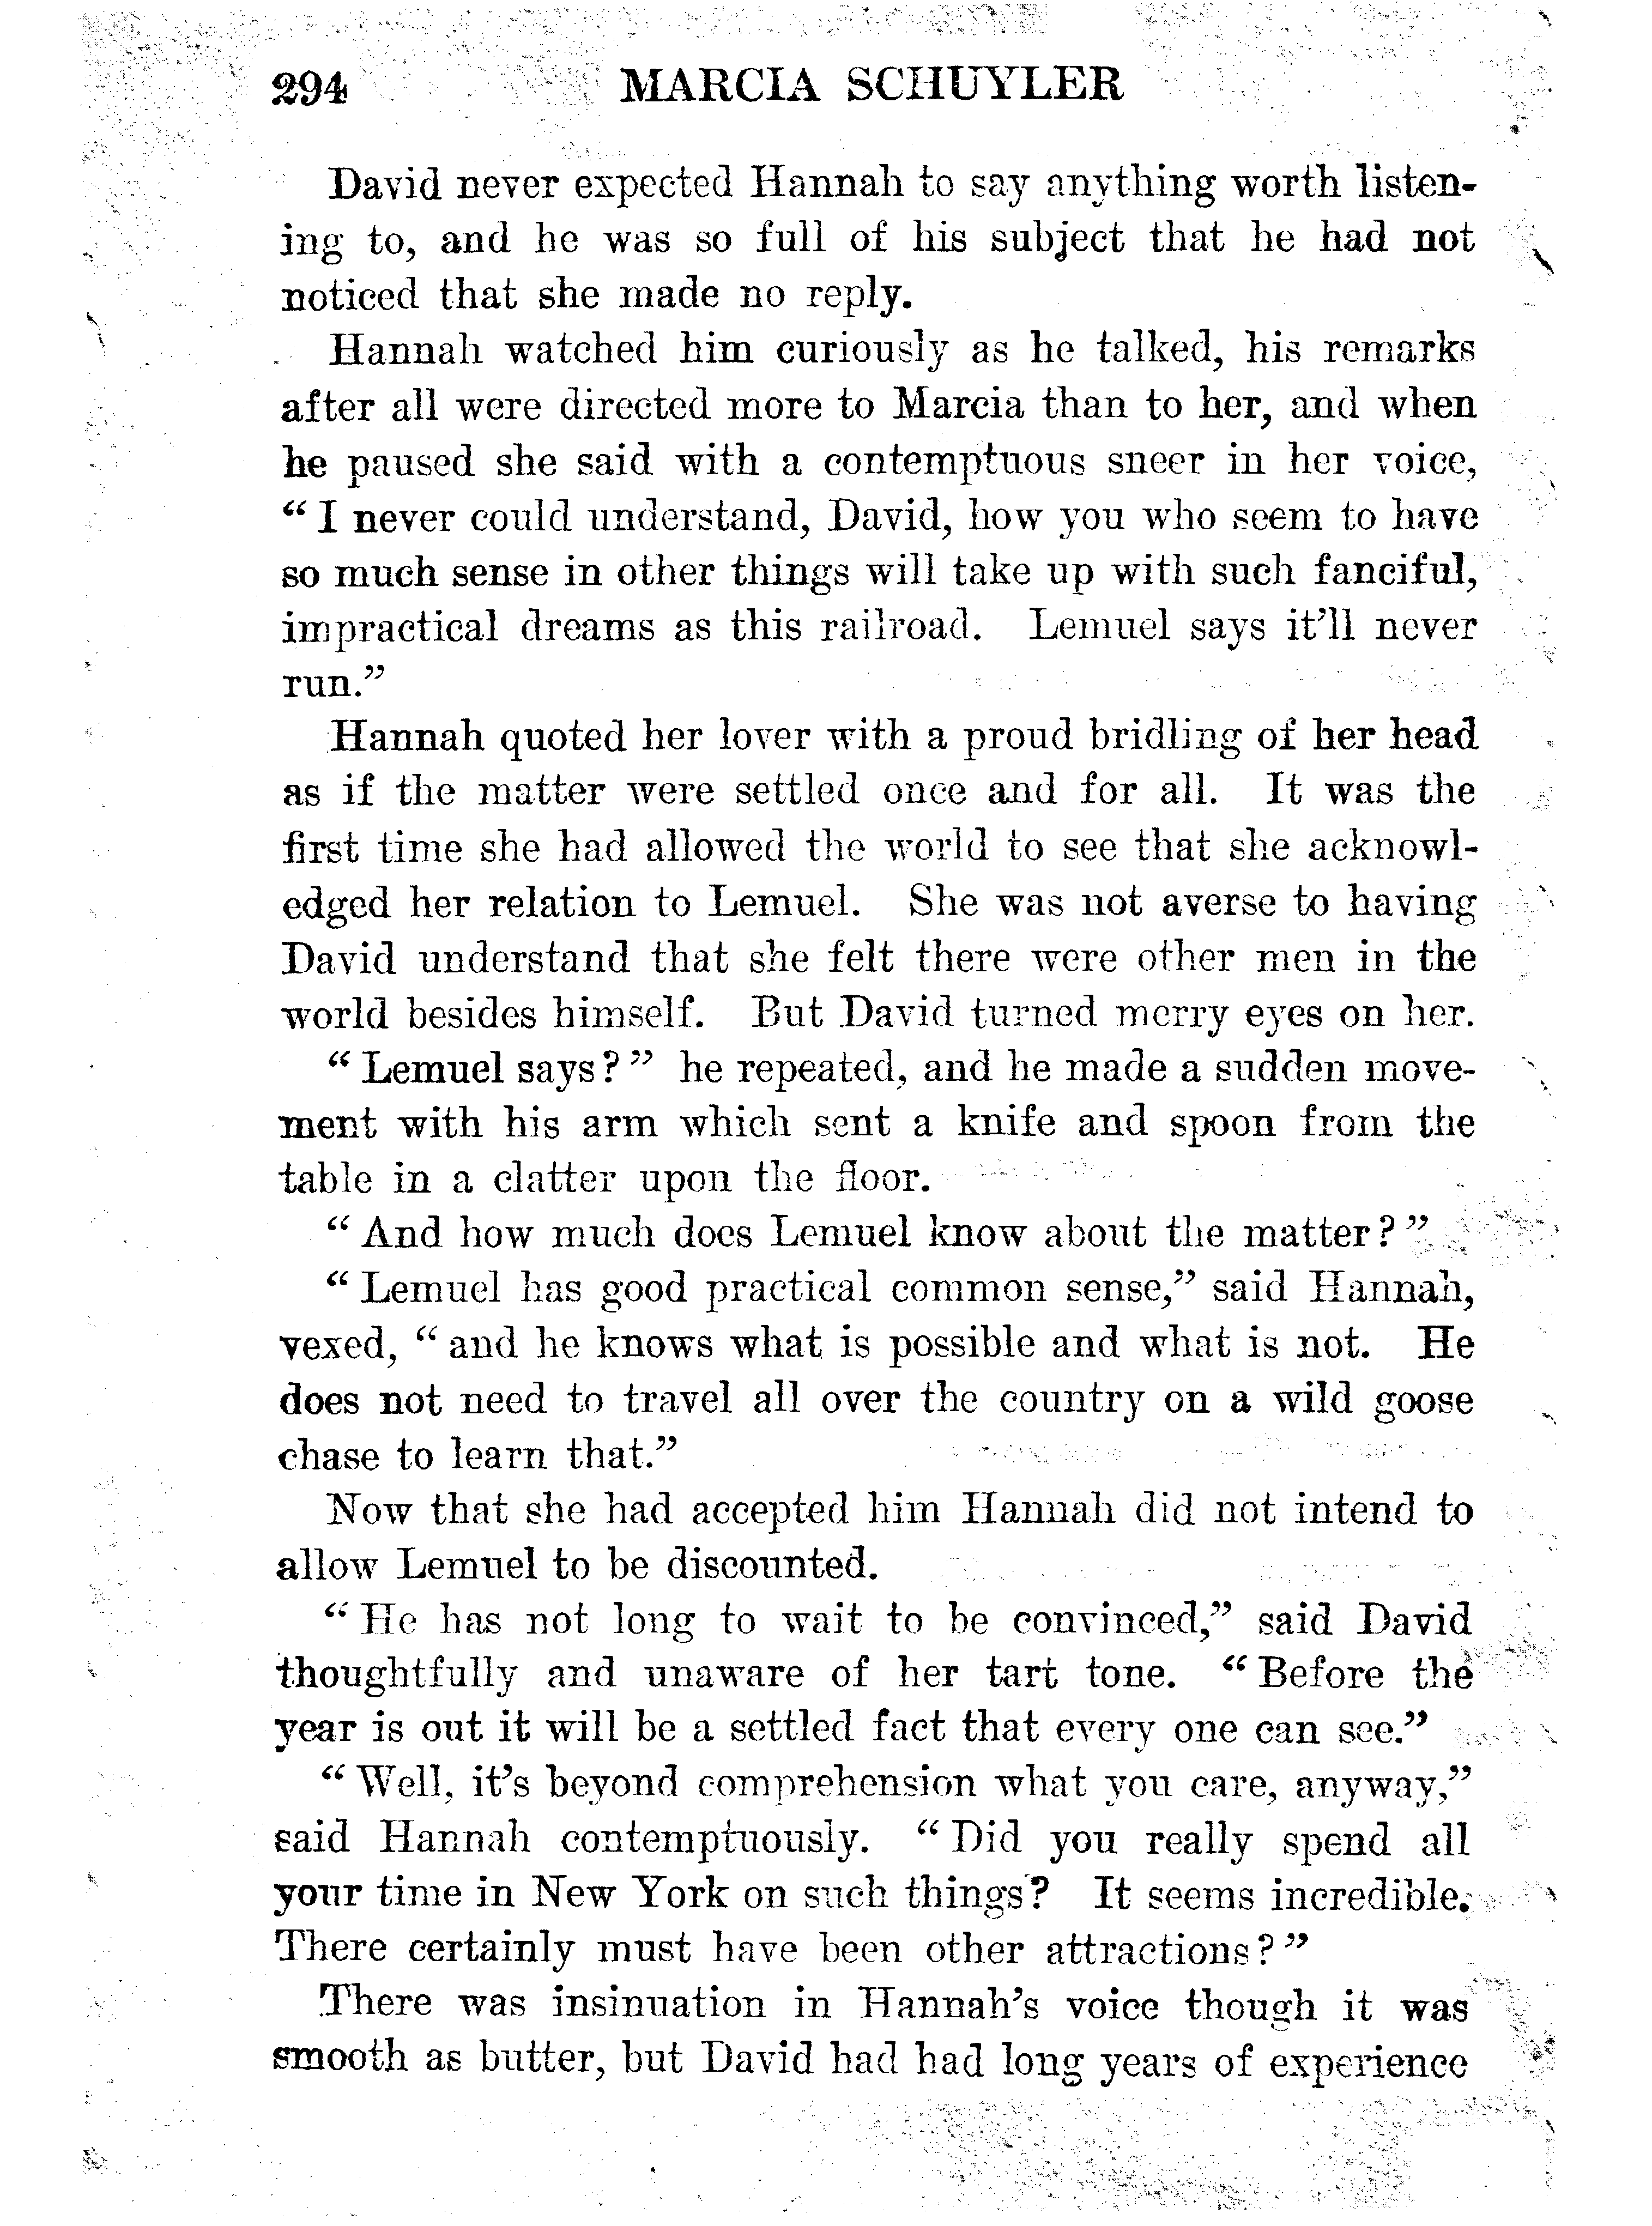 294 MARCIA SCHUYLER
David never expected Hannah to say anything worth listen-
ing to, and he was so full of his subject that he had not
noticed that she made no reply.
Hannah watched him curiously as he talked, his remarks
after all were directed more to Marcia than to her, and when
he paused she said with a contemptuous sneer in her voice,
“ I never could understand, David, how you who seem to have
so much sense in other things will take up with such fanciful,
impractical dreams as this railroad. Lemuel says it’ll never
run.”
Hannah quoted her lover with a proud bridling of her head
as if the matter were settled once and for all. It was the
first time she had allowed the world to see that she acknowl-
edged her relation to Lemuel. She was not averse to having
David understand that she felt there were other men in the
world besides himself. But David turned merry eyes on her.
“ Lemuel says? ” he repeated, and he made a sudden move-
ment with his arm which sent a knife and spoon from the
table in a clatter upon the floor.
“ And how much does Lemuel know about the matter? ”
“ Lemuel has good practical common sense,” said Hannah,
vexed, “ and he knows what is possible and what is not. He
does not need to travel all over the country on a wild goose
chase to learn that.”
Now that she had accepted him Hannah did not intend to
allow Lemuel to be discounted.
“ He has not long to wait to be convinced,” said David
thoughtfully and unaware of her tart tone. “ Before the
year is out it will be a settled fact that every one can see.”
“ Well, it’s beyond comprehension what you care, anyway,”
said Hannah contemptuously. “ Did you really spend all
your time in New York on such things? It seems incredible.
There certainly must have been other attractions? ”
There was insinuation in Hannah’s voice though it was
smooth as butter, but David had had long years of experience